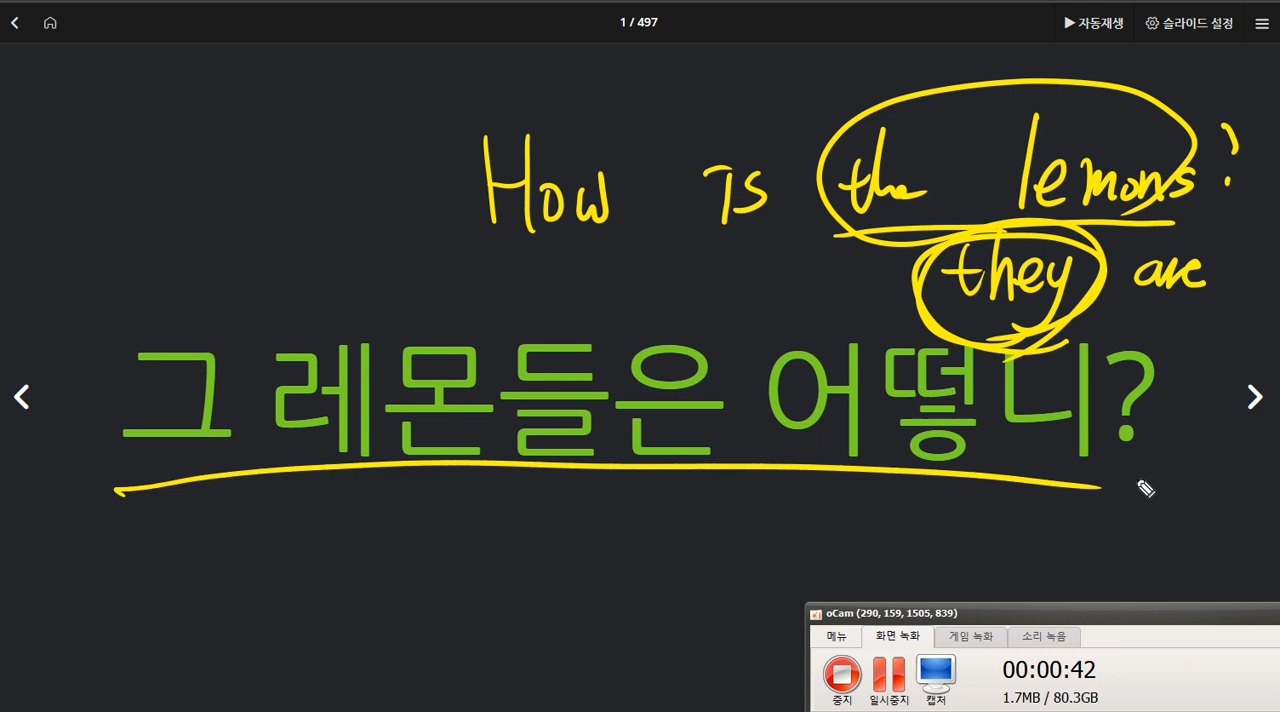 1 / 497
자동재생
슬라이드 설정
How is the lemons?
they are
그 레몬들은 어떻니?
oCam (290, 159, 1505, 839)
메뉴 화면 녹화 게임 녹화 소리 녹음
중지 일시중지 캡처
00:00:42
1.7MB / 80.3GB